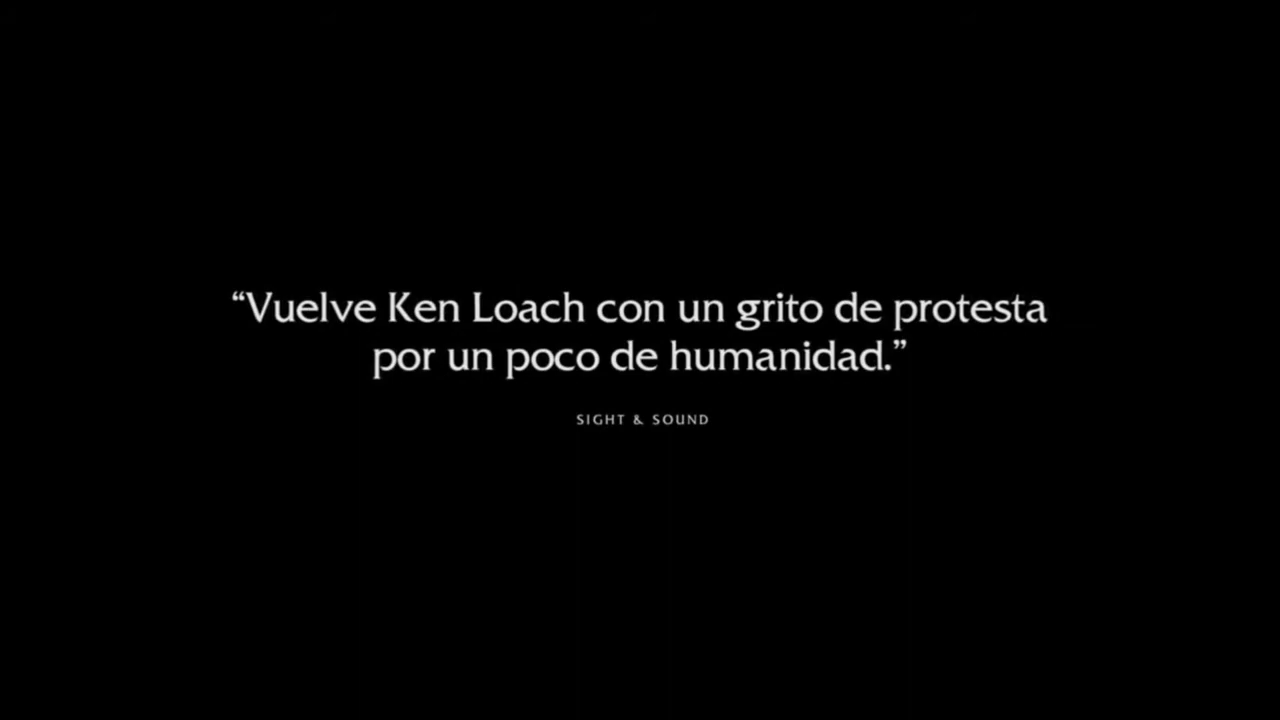 “Vuelve Ken Loach con un grito de protesta
por un poco de humanidad.”
SIGHT & SOUND